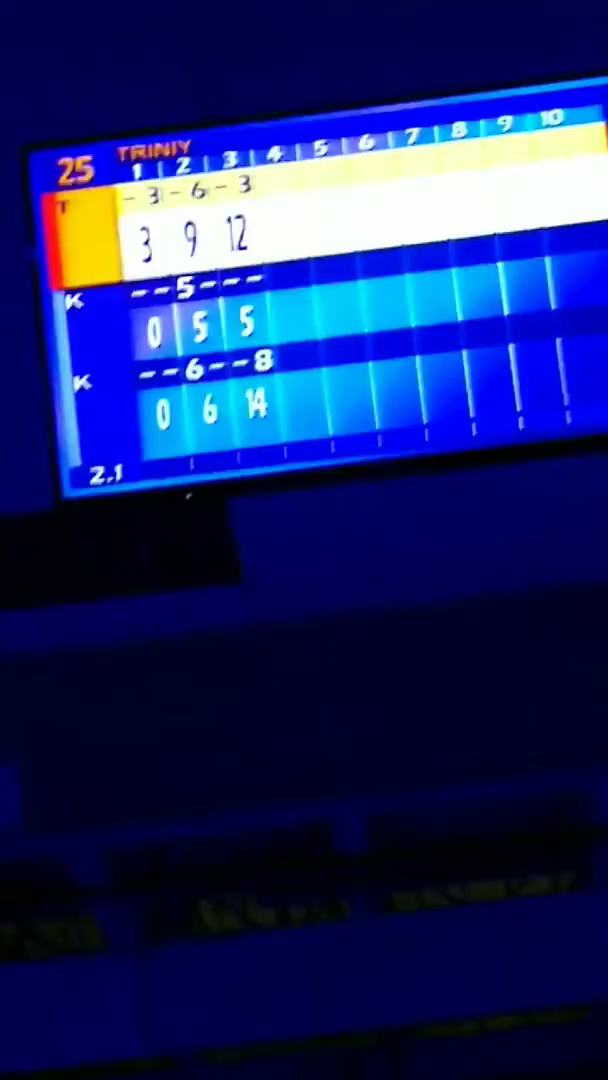 25 TRINIY
1 2 3 4 5 6 7 8 9 10
T - 3 - 6 - 3
3 9 12
K - - 5 - - -
0 5 5
K - - 6 - - 8
0 6 14
2.1